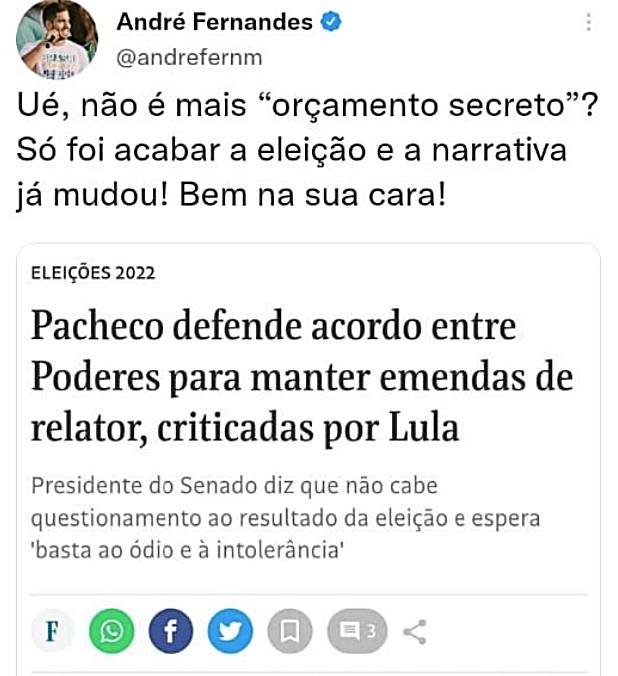 André Fernandes
@andrefernm
Ué, não é mais “orçamento secreto”?
Só foi acabar a eleição e a narrativa
já mudou! Bem na sua cara!
ELEIÇÕES 2022
Pacheco defende acordo entre
Poderes para manter emendas de
relator, criticadas por Lula
Presidente do Senado diz que não cabe
questionamento ao resultado da eleição e espera
'basta ao ódio e à intolerância'
F
f
3